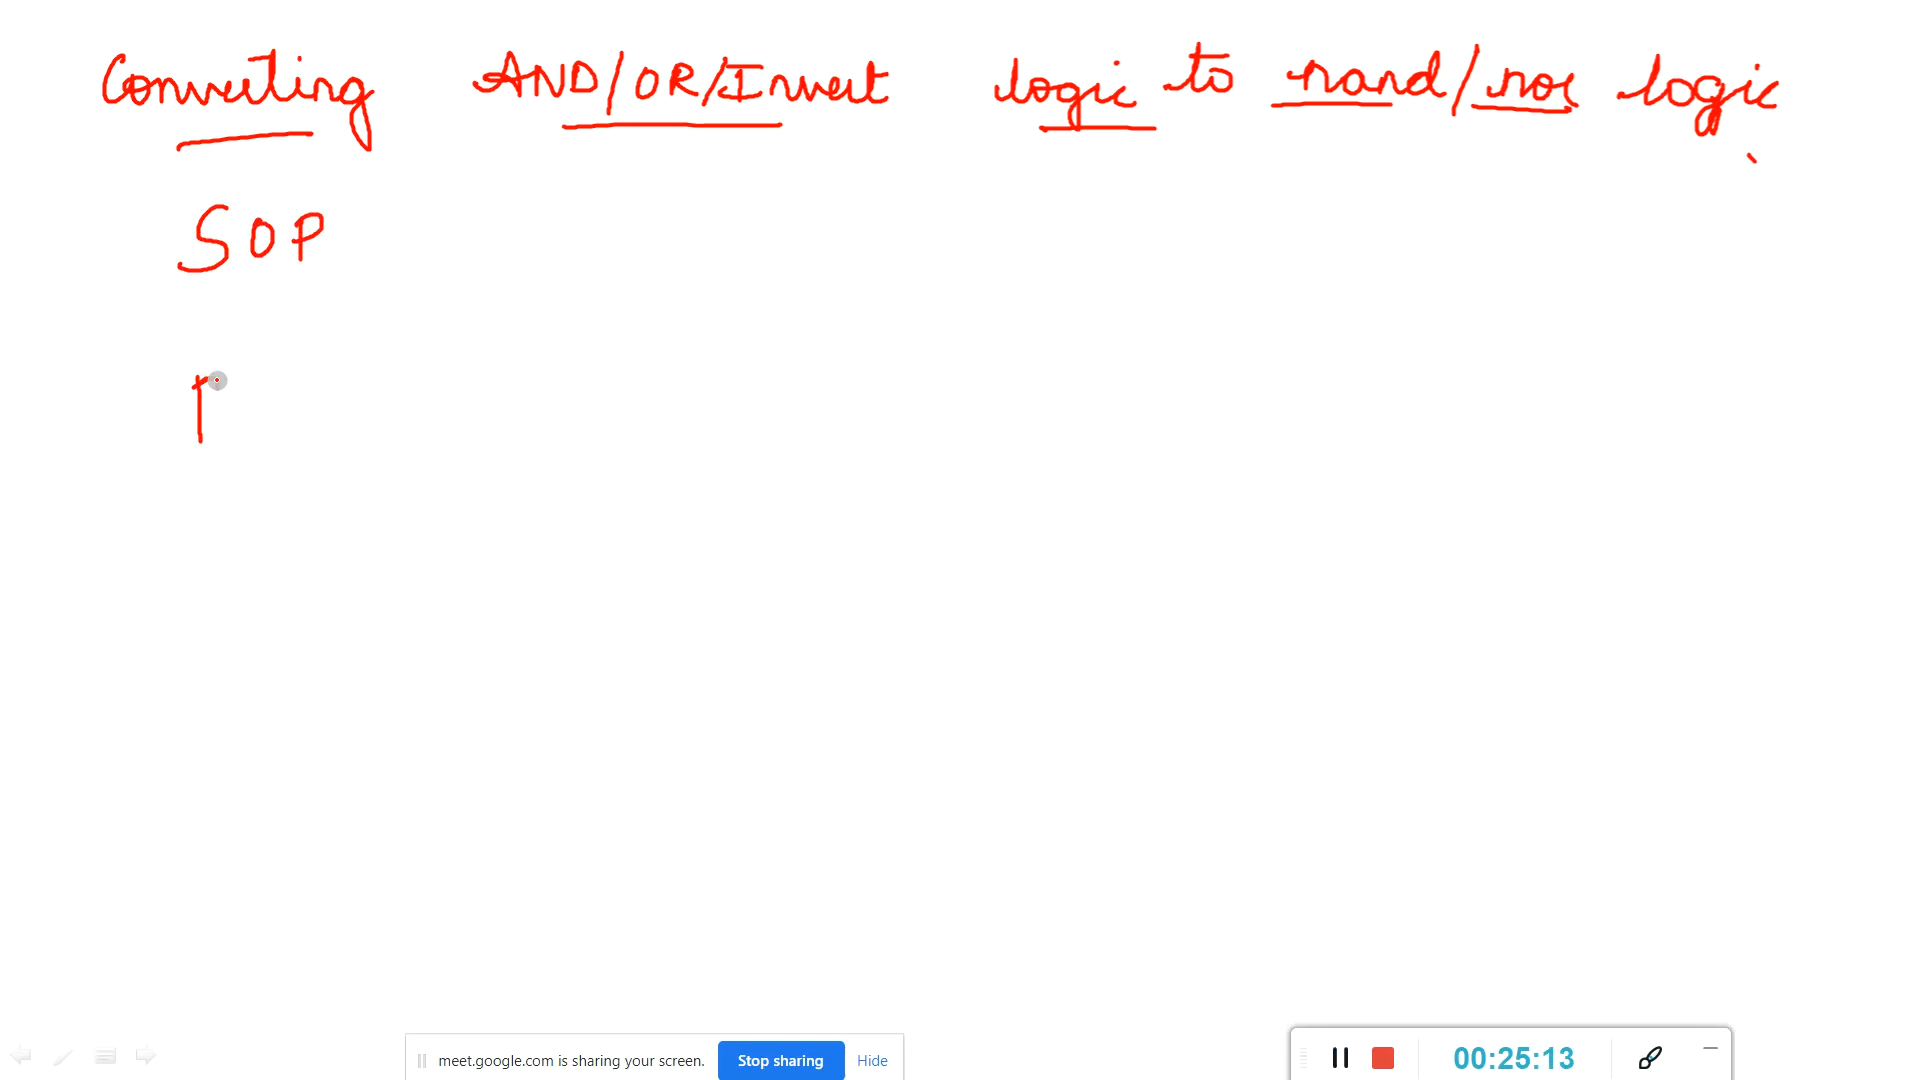 Converting AND/OR/Invert logic to nand/nor logic
SOP
meet.google.com is sharing your screen. Stop sharing Hide
00:25:13